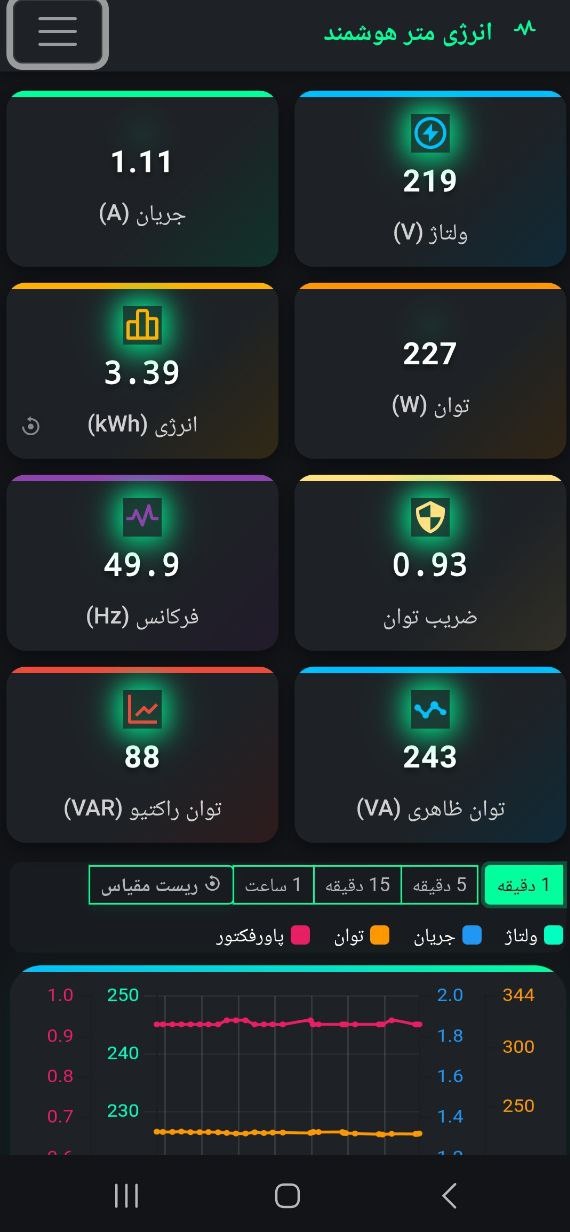 انرژی متر هوشمند
219
ولتاژ (V)
1.11
جریان (A)
227
توان (W)
3.39
انرژی (kWh)
0.93
ضریب توان
49.9
فرکانس (Hz)
243
توان ظاهری (VA)
88
توان راکتیو (VAR)
1 دقیقه 5 دقیقه 15 دقیقه 1 ساعت ریست مقیاس
ولتاژ جریان توان پاورفکتور
1.0 250 2.0 344
0.9 240 1.8 300
0.8 1.6
0.7 230 1.4 250